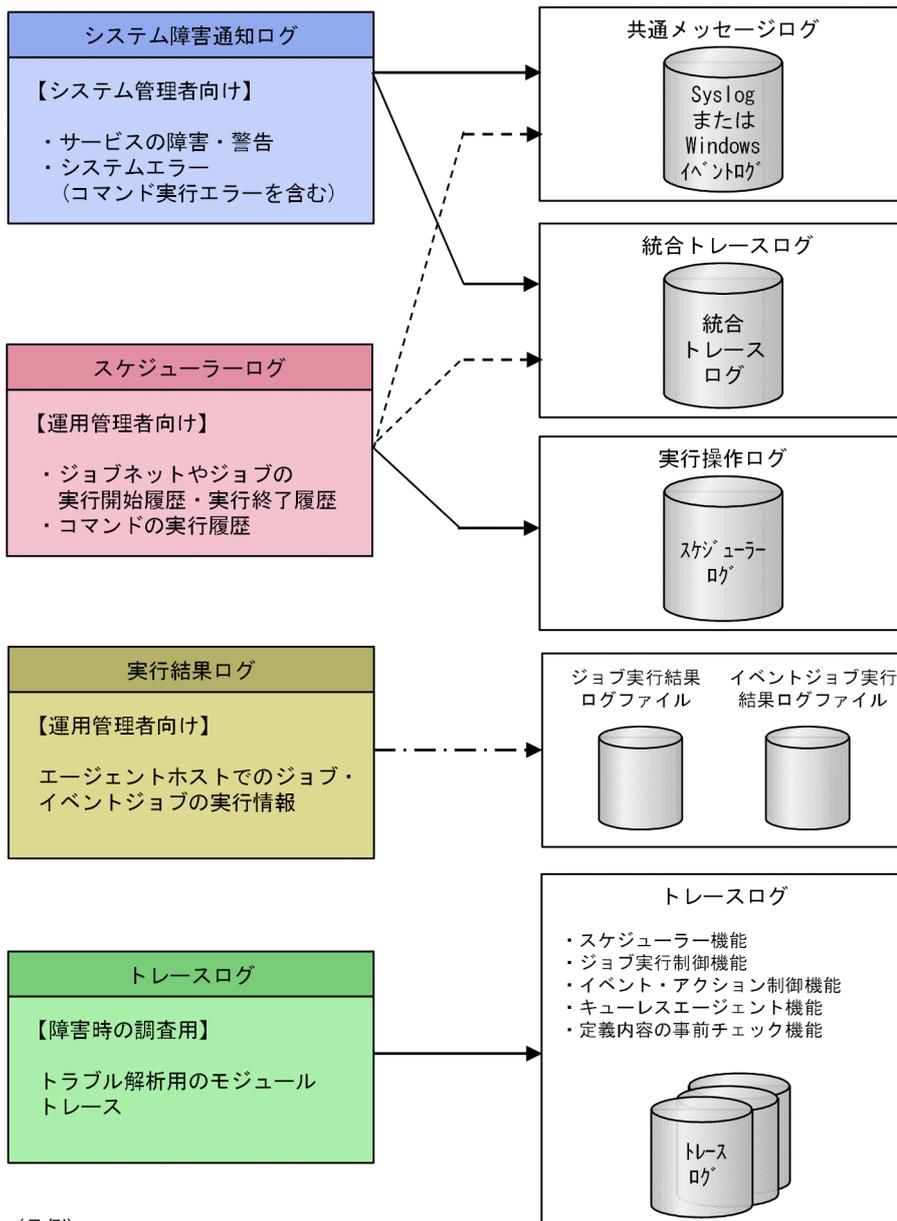 システム障害通知ログ
【システム管理者向け】
・サービスの障害・警告
・システムエラー
（コマンド実行エラーを含む）
共通メッセージログ
Syslog
または
Windows
ｲﾍﾞﾝﾄﾛｸﾞ
統合トレースログ
統合
トレース
ログ
スケジューラーログ
【運用管理者向け】
・ジョブネットやジョブの
実行開始履歴・実行終了履歴
・コマンドの実行履歴
実行操作ログ
ｽｹｼﾞｭｰﾗｰ
ﾛｸﾞ
実行結果ログ
【運用管理者向け】
エージェントホストでのジョブ・
イベントジョブの実行情報
ジョブ実行結果
ログファイル
イベントジョブ実行
結果ログファイル
トレースログ
【障害時の調査用】
トラブル解析用のモジュール
トレース
トレースログ
・スケジューラー機能
・ジョブ実行制御機能
・イベント・アクション制御機能
・キューレスエージェント機能
・定義内容の事前チェック機能
ﾄﾚｰｽ
ﾛｸﾞ